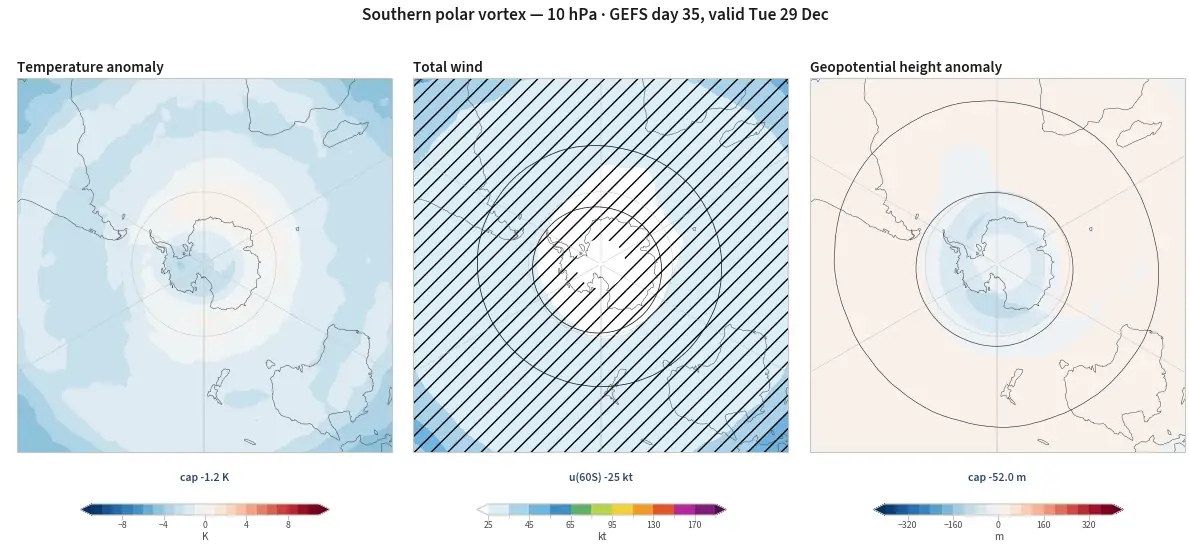 Southern polar vortex — 10 hPa · GEFS day 35, valid Tue 29 Dec
Temperature anomaly
Total wind
Geopotential height anomaly
cap -1.2 K
u(60S) -25 kt
cap -52.0 m
−8 −4 0 4 8
K
25 45 65 95 130 170
kt
−320 −160 0 160 320
m